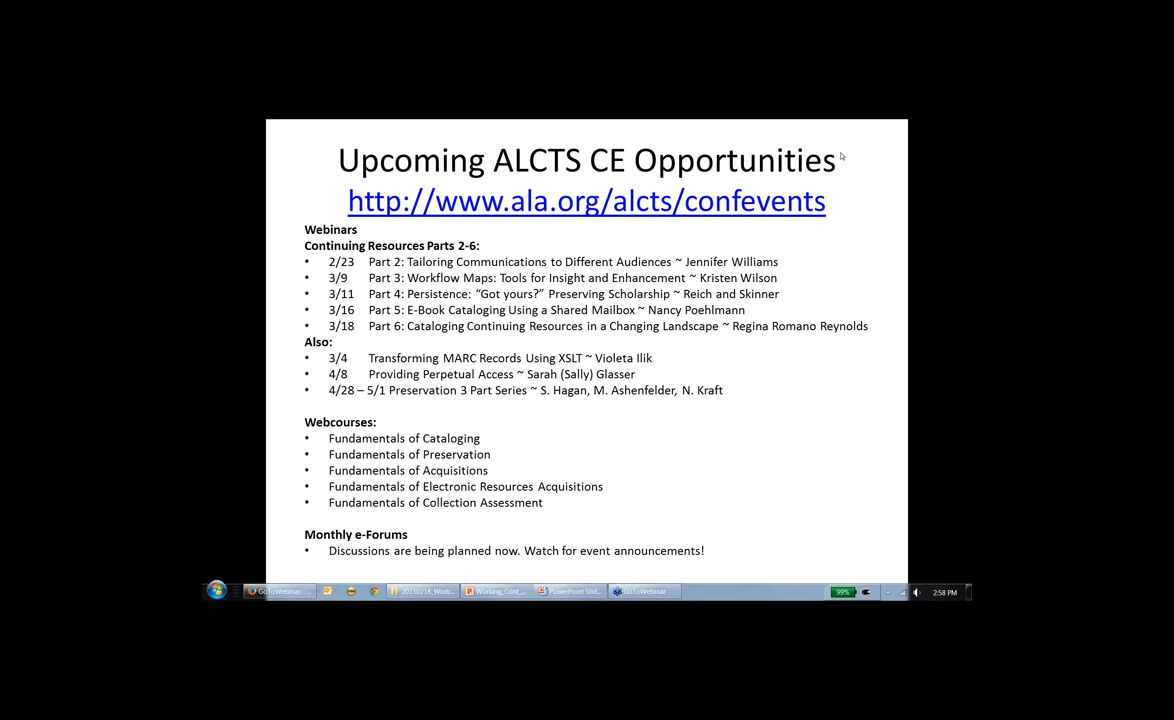 Upcoming ALCTS CE Opportunities
http://www.ala.org/alcts/confevents
Webinars
Continuing Resources Parts 2-6:
• 2/23 Part 2: Tailoring Communications to Different Audiences ~ Jennifer Williams
• 3/9 Part 3: Workflow Maps: Tools for Insight and Enhancement ~ Kristen Wilson
• 3/11 Part 4: Persistence: “Got yours?” Preserving Scholarship ~ Reich and Skinner
• 3/16 Part 5: E-Book Cataloging Using a Shared Mailbox ~ Nancy Poehlmann
• 3/18 Part 6: Cataloging Continuing Resources in a Changing Landscape ~ Regina Romano Reynolds
Also:
• 3/4 Transforming MARC Records Using XSLT ~ Violeta Ilik
• 4/8 Providing Perpetual Access ~ Sarah (Sally) Glasser
• 4/28 – 5/1 Preservation 3 Part Series ~ S. Hagan, M. Ashenfelder, N. Kraft
Webcourses:
• Fundamentals of Cataloging
• Fundamentals of Preservation
• Fundamentals of Acquisitions
• Fundamentals of Electronic Resources Acquisitions
• Fundamentals of Collection Assessment
Monthly e-Forums
• Discussions are being planned now. Watch for event announcements!
GoToWebinar - ... 20150218_Work... Working_Cont_... PowerPoint Slid... GoToWebinar 99% 2:58 PM